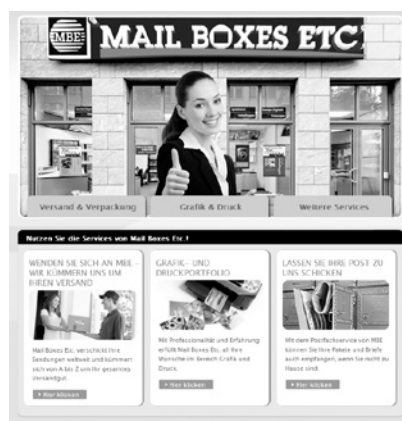 MBE MAIL BOXES ETC.
Versand & Verpackung
Grafik & Druck
Weitere Services
Nutzen Sie die Services von Mail Boxes Etc.!
WENDEN SIE SICH AN MBE –
WIR KÜMMERN UNS UM
IHREN VERSAND
Mail Boxes Etc. verschickt Ihre
Sendungen weltweit und kümmert
sich von A bis Z um Ihr gesamtes
Versandgut.
Hier klicken
GRAFIK- UND
DRUCKPORTFOLIO
Mit Professionalität und Erfahrung
erfüllt Mail Boxes Etc. all Ihre
Wünsche im Bereich Grafik und
Druck.
Hier klicken
LASSEN SIE IHRE POST ZU
UNS SCHICKEN
Mit dem Postfachservice von MBE
können Sie Ihre Pakete und Briefe
auch empfangen, wenn Sie nicht zu
Hause sind.
Hier klicken